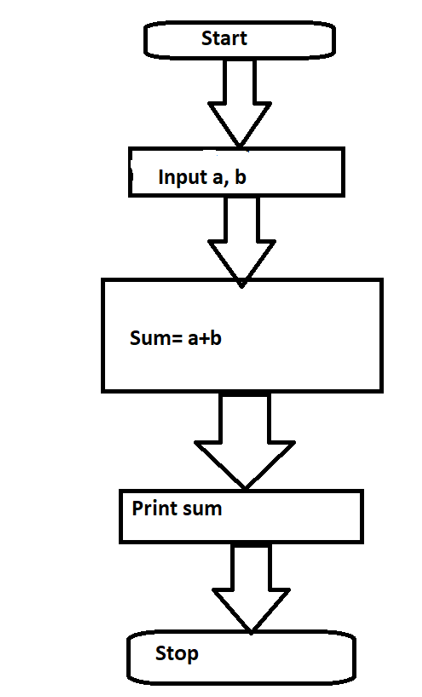 Start
Input a, b
Sum= a+b
Print sum
Stop